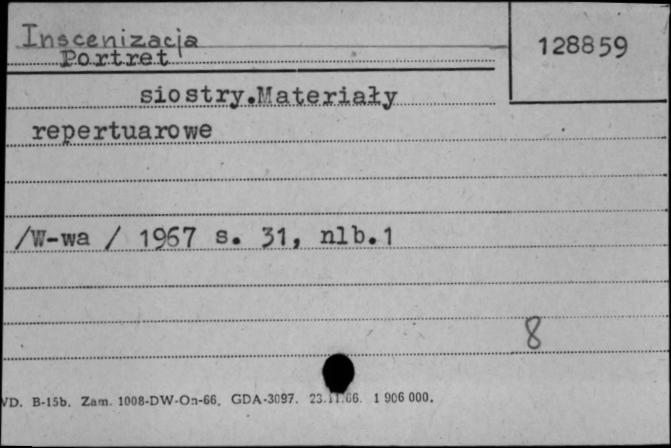 Inscenizacja
128859
Portret
siostry.Materiały
repertuarowe
/W-wa / 1967 s. 31, nlb.1
8
VD. B-15b. Zam. 1008-DW-On-66. GDA-3097. 23.11.66. 1 906 000.